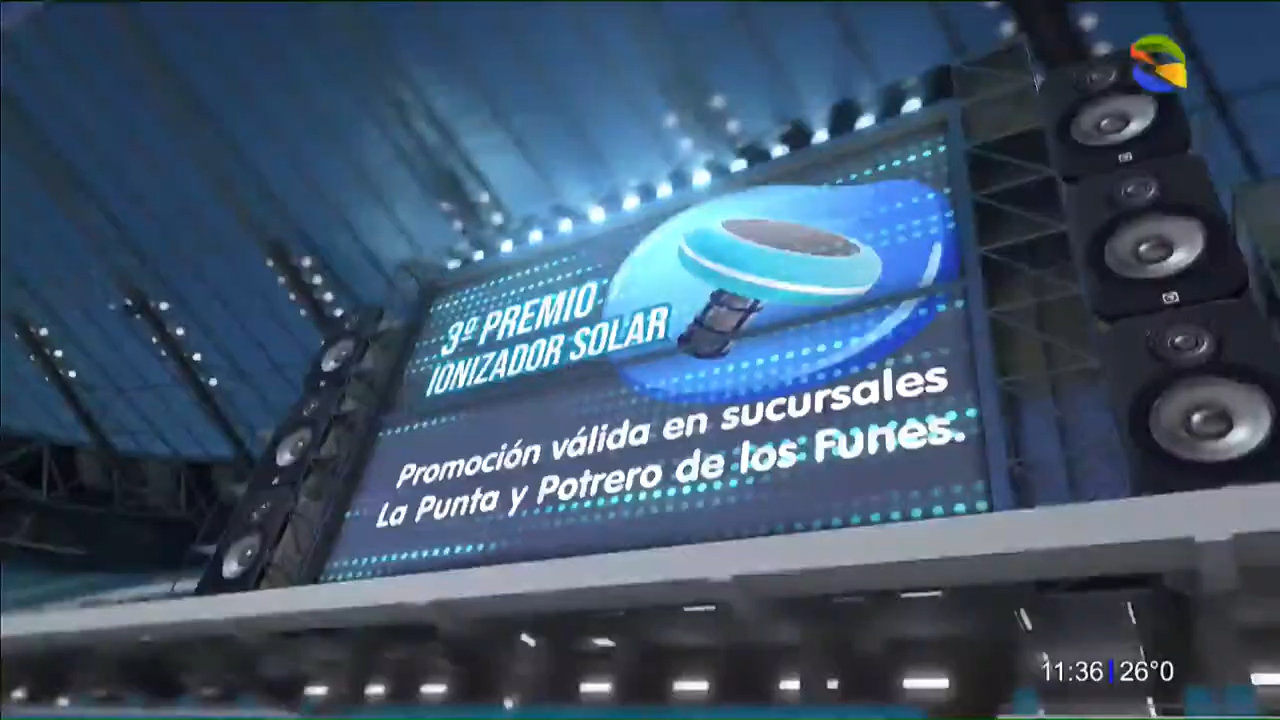 3º PREMIO
IONIZADOR SOLAR
Promoción válida en sucursales
La Punta y Potrero de los Funes.
11:36 26°0